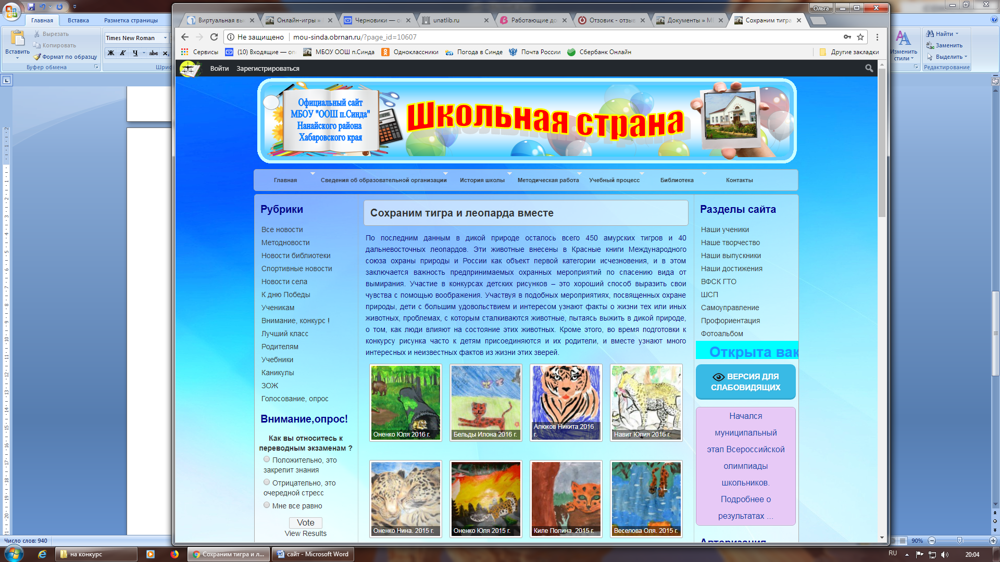 Ольга
Главная Вставка Разметка страницы
Вырезать
Копировать
Формат по образцу
Вставить
Буфер обмена
Times New Roman
Ж К Ч abc
Найти
Заменить
Выделить
Изменить
стили
Редактирование
Виртуальная вы
Онлайн-игры »
Черновики — о
unatlib.ru
Работающие до
Отзовик - отзыв
Документы » М
Сохраним тигра
Не защищено mou-sinda.obrnan.ru/?page_id=10607
Сервисы (10) Входящие — оп МБОУ ООШ п.Синда Одноклассники Погода в Синде Почта России Сбербанк Онлайн Другие закладки
Войти Зарегистрироваться
Официальный сайт
МБОУ "ООШ п.Синда"
Нанайского района
Хабаровского края
Школьная страна
Главная Сведения об образовательной организации История школы Методическая работа Учебный процесс Библиотека Контакты
Рубрики
Все новости
Методновости
Новости библиотеки
Спортивные новости
Новости села
К дню Победы
Ученикам
Внимание, конкурс !
Лучший класс
Родителям
Учебники
Каникулы
ЗОЖ
Голосование, опрос
Внимание,опрос!
Как вы относитесь к
переводным экзаменам ?
Положительно, это
закрепит знания
Отрицательно, это
очередной стресс
Мне все равно
Vote
View Results
Сохраним тигра и леопарда вместе
По последним данным в дикой природе осталось всего 450 амурских тигров и 40
дальневосточных леопардов. Эти животные внесены в Красные книги Международного
союза охраны природы и России как объект первой категории исчезновения, и в этом
заключается важность предпринимаемых охранных мероприятий по спасению вида от
вымирания. Участие в конкурсах детских рисунков – это хороший способ выразить свои
чувства с помощью воображения. Участвуя в подобных мероприятиях, посвященных охране
природы, дети с большим удовольствием и интересом узнают факты о жизни тех или иных
животных, проблемах, с которым сталкиваются животные, пытаясь выжить в дикой природе,
о том, как люди влияют на состояние этих животных. Кроме этого, во время подготовки к
конкурсу рисунка часто к детям присоединяются и их родители, и вместе узнают много
интересных и неизвестных фактов из жизни этих зверей.
Оненко Юля 2016 г.
Бельды Илона 2016 г.
Алюков Никита 2016
г.
Навит Юлия 2016 г.
Оненко Нина. 2015 г.
Оненко Юля 2015 г.
Киле Полина. 2015 г.
Веселова Оля. 2015 г.
Разделы сайта
Наши ученики
Наше творчество
Наши выпускники
Наши достижения
ВФСК ГТО
ШСП
Самоуправление
Профориентация
Фотоальбом
Открыта вак
ВЕРСИЯ ДЛЯ
СЛАБОВИДЯЩИХ
Начался
муниципальный
этап Всероссийской
олимпиады
школьников.
Подробнее о
результатах ...
Авторизация
Число слов: 940
90%
на конкурс
Сохраним тигра и л...
сайт - Microsoft Word
RU
20:04